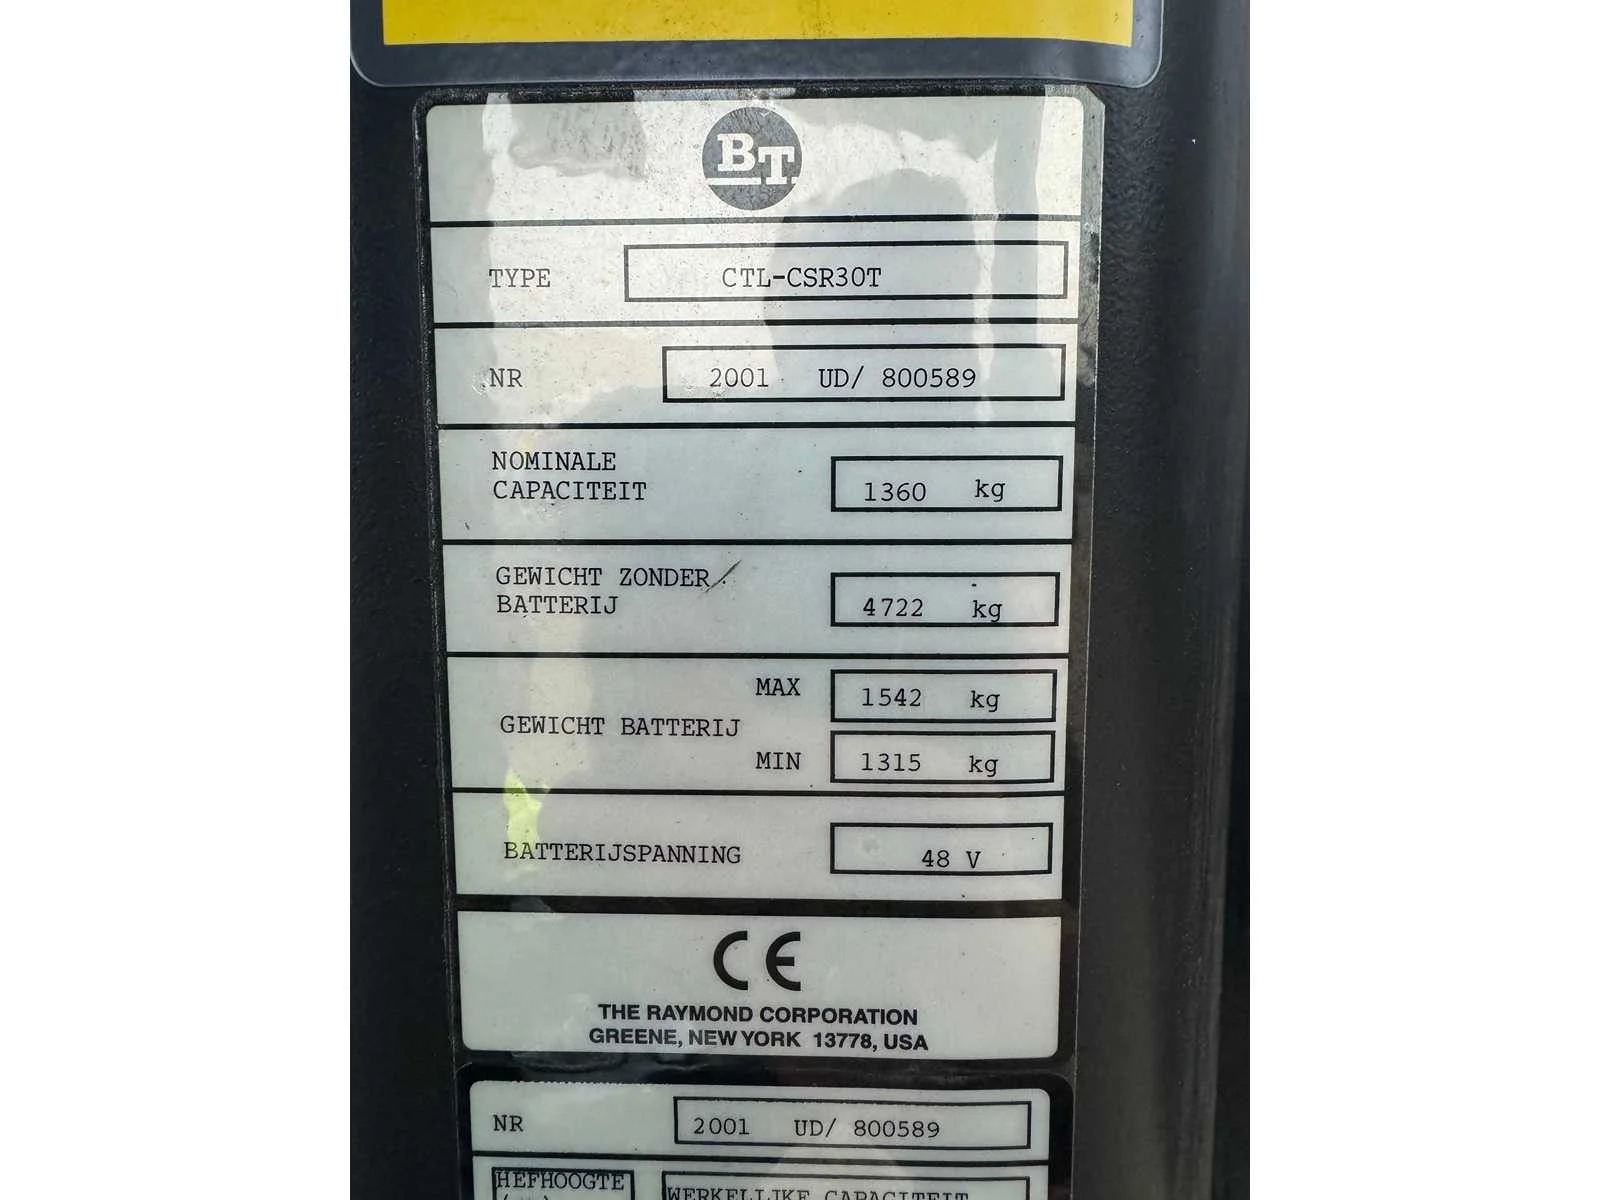 BT
TYPE CTL-CSR30T
NR 2001 UD/ 800589
NOMINALE
CAPACITEIT 1360 kg
GEWICHT ZONDER
BATTERIJ 4722 kg
MAX 1542 kg
GEWICHT BATTERIJ
MIN 1315 kg
BATTERIJSPANNING 48 V
CE
THE RAYMOND CORPORATION
GREENE, NEW YORK 13778, USA
NR 2001 UD/ 800589
HEFHOOGTE
WERKELIJKE CAPACITEIT